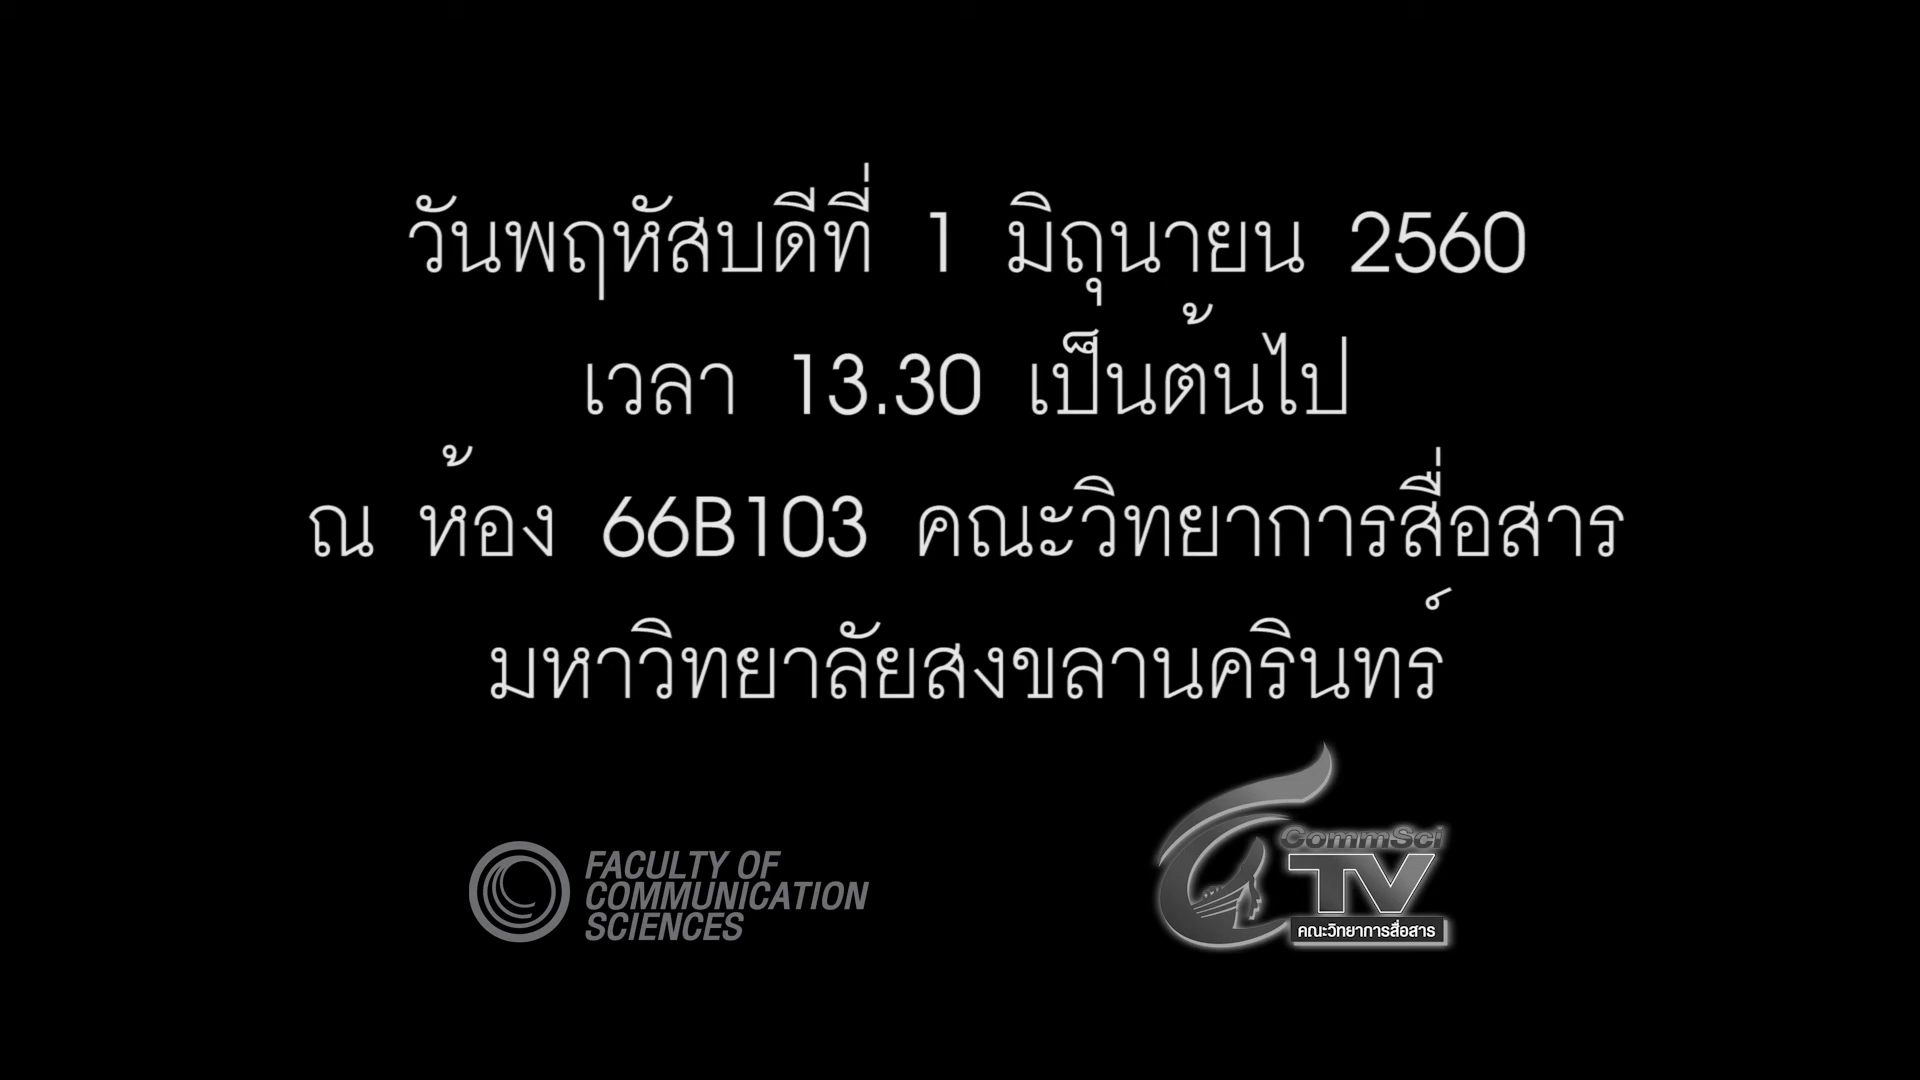 วันพฤหัสบดีที่ 1 มิถุนายน 2560
เวลา 13.30 เป็นต้นไป
ณ ห้อง 66B103 คณะวิทยาการสื่อสาร
มหาวิทยาลัยสงขลานครินทร์
FACULTY OF
COMMUNICATION
SCIENCES
CommSci
TV
คณะวิทยาการสื่อสาร